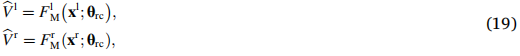 V̂ˡ = F_Mˡ(𝐱ˡ; 𝛉_rc),
V̂ʳ = F_Mʳ(𝐱ʳ; 𝛉_rc),
(19)